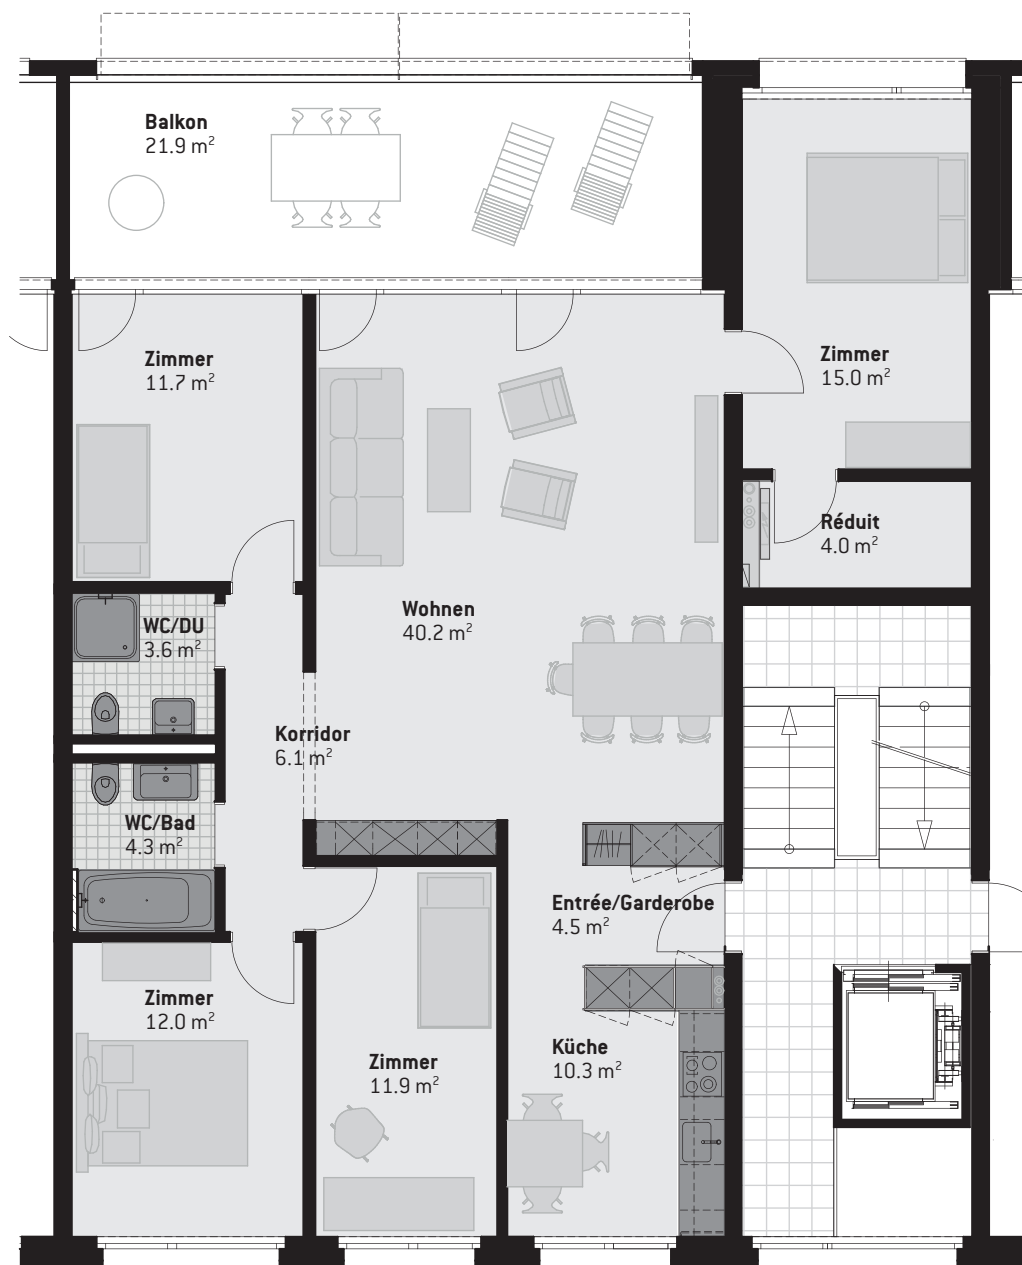 Balkon
21.9 m²
Zimmer
11.7 m²
Zimmer
15.0 m²
Réduit
4.0 m²
Wohnen
40.2 m²
WC/DU
3.6 m²
Korridor
6.1 m²
WC/Bad
4.3 m²
Entrée/Garderobe
4.5 m²
Zimmer
12.0 m²
Zimmer
11.9 m²
Küche
10.3 m²